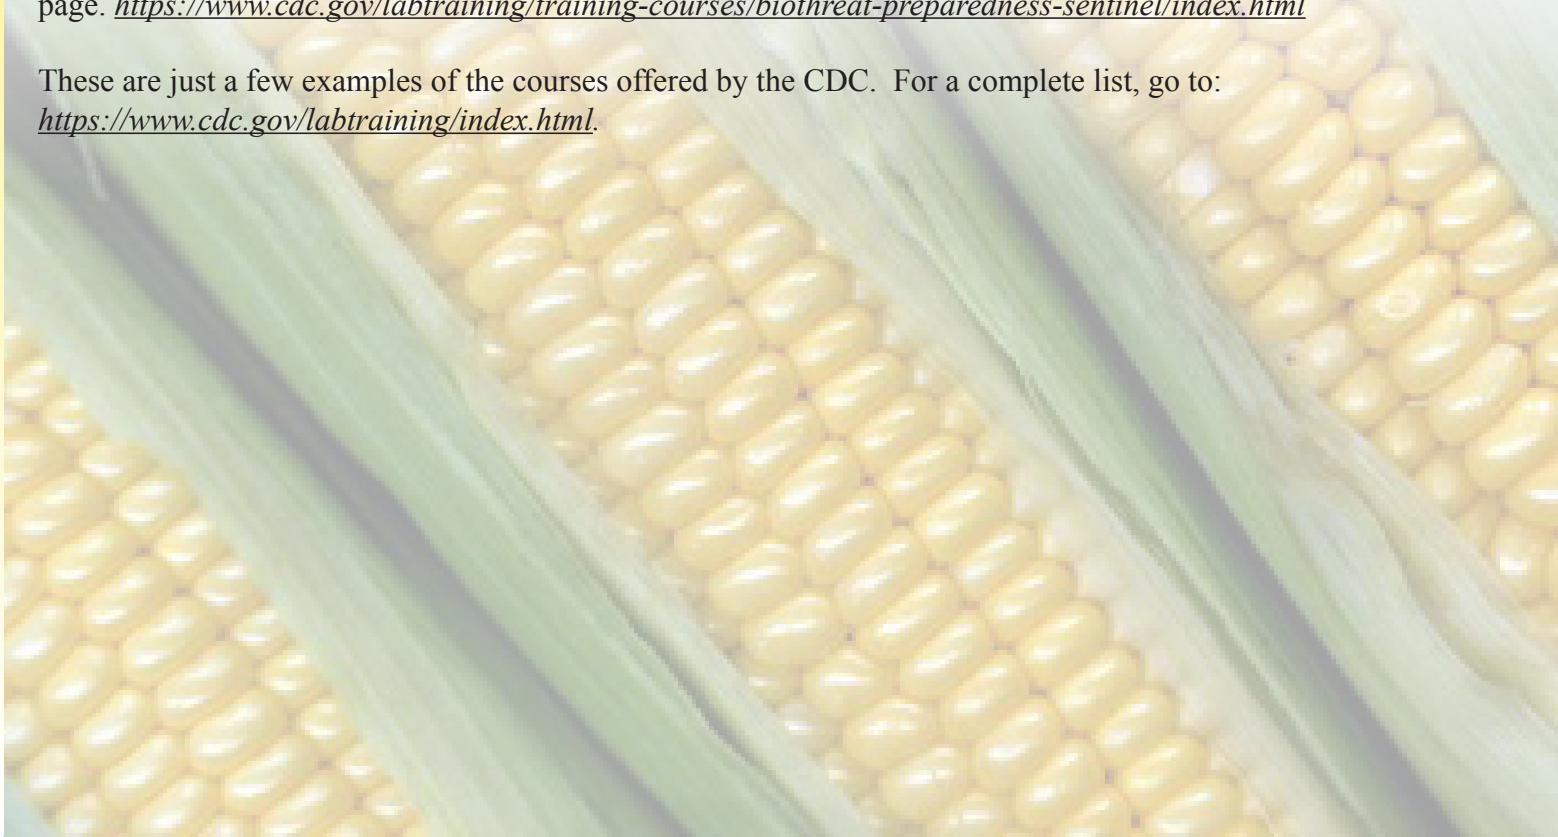 page. https://www.cdc.gov/labtraining/training-courses/biothreat-preparedness-sentinel/index.html
These are just a few examples of the courses offered by the CDC.  For a complete list, go to:
https://www.cdc.gov/labtraining/index.html.